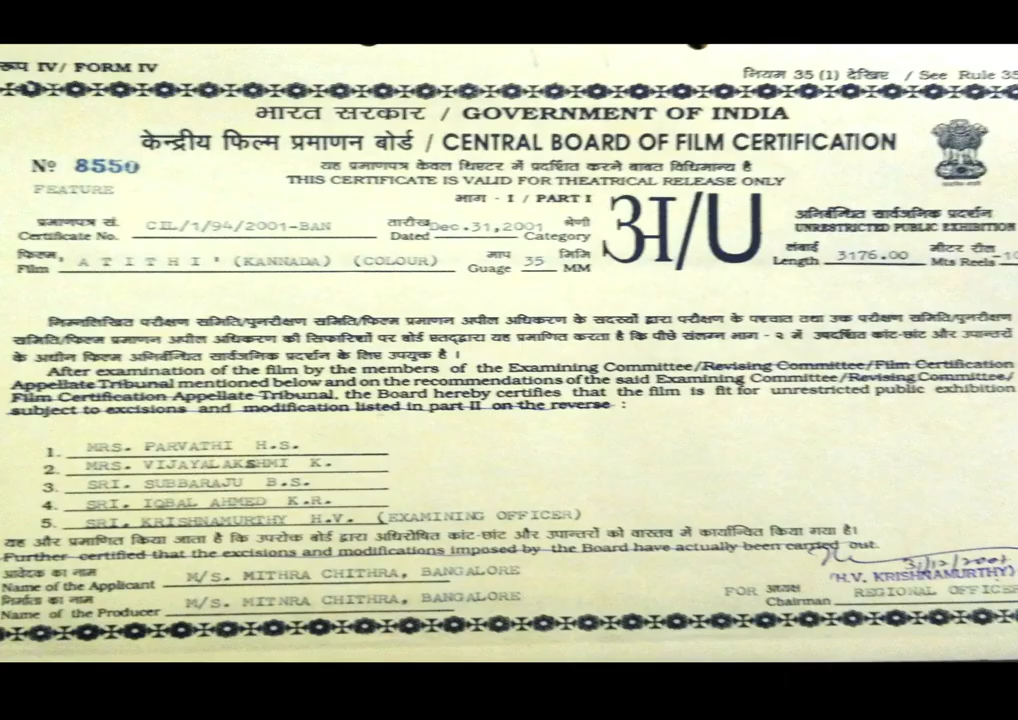 रूप IV/ FORM IV
नियम 35 (1) देखिए / See Rule 35
भारत सरकार / GOVERNMENT OF INDIA
केन्द्रीय फिल्म प्रमाणन बोर्ड / CENTRAL BOARD OF FILM CERTIFICATION
Nº 8550
यह प्रमाणपत्र केवल थिएटर में प्रदर्शित करने बाबत विधिमान्य है
FEATURE
THIS CERTIFICATE IS VALID FOR THEATRICAL RELEASE ONLY
भाग - I / PART I
अ/U
प्रमाणपत्र सं. तारीख श्रेणी अनिर्बन्धित सार्वजनिक प्रदर्शन
Certificate No. CIL/1/94/2001-BAN Dated Dec.31,2001 Category UNRESTRICTED PUBLIC EXHIBITION
फिल्म, माप मिमि लंबाई मीटर रील
Film A T I T H I ' (KANNADA) (COLOUR) Guage 35 MM Length 3176.00 Mts Reels-10
निम्नलिखित परीक्षण समिति/पुनरीक्षण समिति/फिल्म प्रमाणन अपील अधिकरण के सदस्यों द्वारा परीक्षण के पश्चात तथा उक परीक्षण समिति/पुनरीक्षण
समिति/फिल्म प्रमाणन अपील अधिकरण की सिफारिशों पर बोर्ड एतद्द्वारा यह प्रमाणित करता है कि पीछे संलग्न भाग - २ में उपदर्शित कांट-छांट और उपान्तरों
के अधीन फिल्म अनिर्बन्धित सार्वजनिक प्रदर्शन के लिए उपयुक है ।
After examination of the film by the members of the Examining Committee/Revising Committee/Film Certification
Appellate Tribunal mentioned below and on the recommendations of the said Examining Committee/Revising Committee/
Film Certification Appellate Tribunal, the Board hereby certifies that the film is fit for unrestricted public exhibition
subject to excisions and modification listed in part II on the reverse :
1. MRS. PARVATHI H.S.
2. MRS. VIJAYALAKSHMI K.
3. SRI. SUBBARAJU B.S.
4. SRI. IQBAL AHMED K.R.
5. SRI. KRISHNAMURTHY H.V. (EXAMINING OFFICER)
यह और प्रमाणित किया जाता है कि उपरोक बोर्ड द्वारा अधिरोपित कांट-छांट और उपान्तरों को वास्तव में कार्यान्वित किया गया है।
Further certified that the excisions and modifications imposed by the Board have actually been carried out.
31/12/2001
आवेदक का नाम
Name of the Applicant M/S. MITHRA CHITHRA, BANGALORE
(H.V. KRISHNAMURTHY)
निर्माता का नाम
Name of the Producer M/S. MITNRA CHITHRA, BANGALORE
FOR अध्यक्ष
Chairman REGIONAL OFFICER